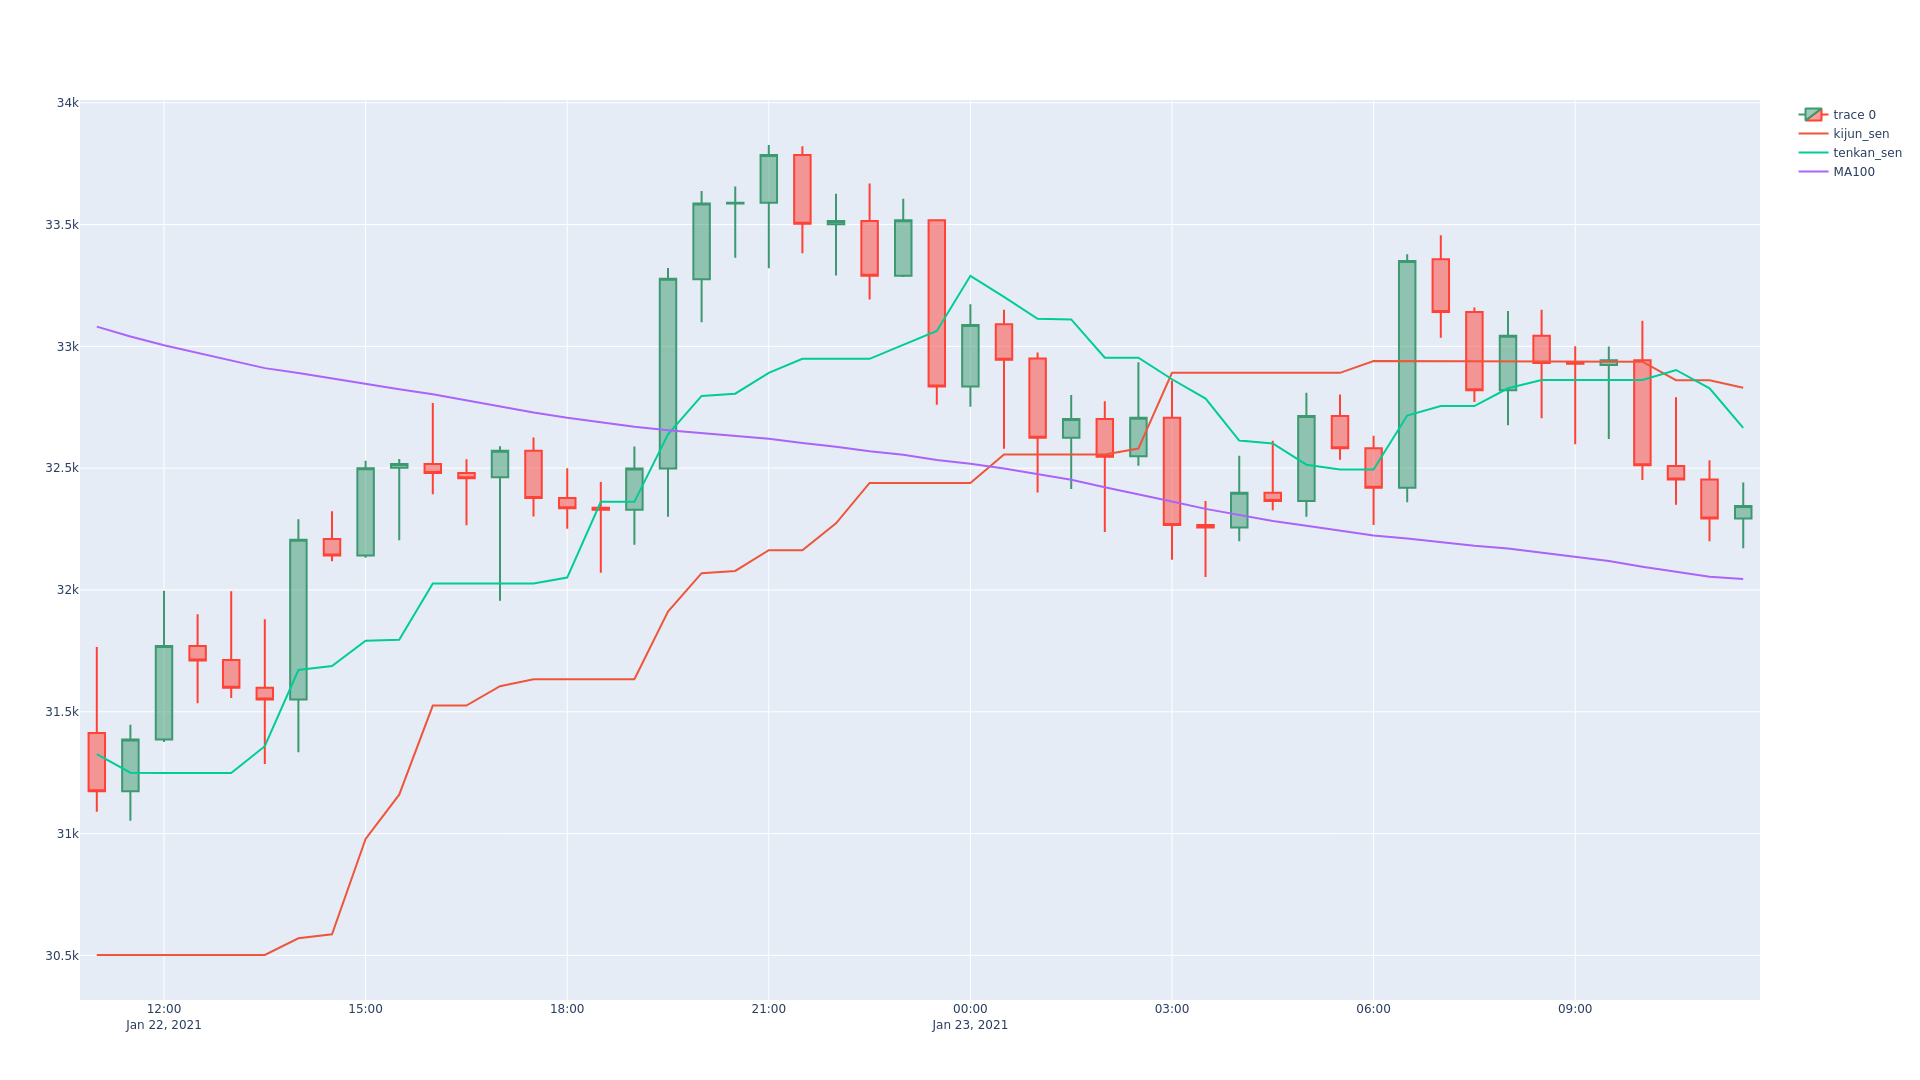 34k
33.5k
33k
32.5k
32k
31.5k
31k
30.5k
12:00 15:00 18:00 21:00 00:00 03:00 06:00 09:00
Jan 22, 2021 Jan 23, 2021
trace 0
kijun_sen
tenkan_sen
MA100